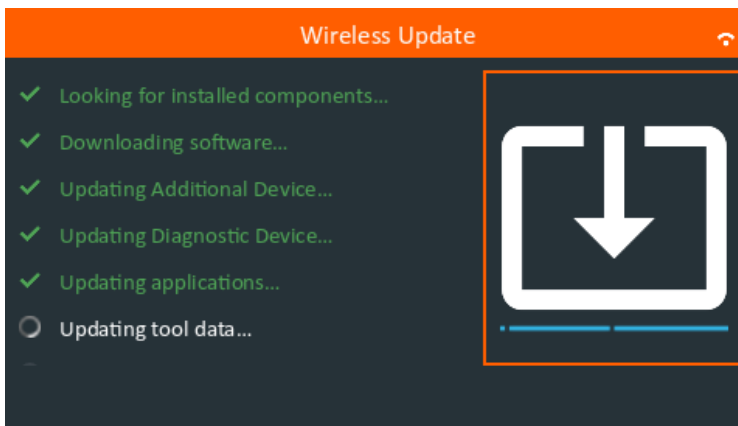 Wireless Update
Looking for installed components...
Downloading software...
Updating Additional Device...
Updating Diagnostic Device...
Updating applications...
Updating tool data...